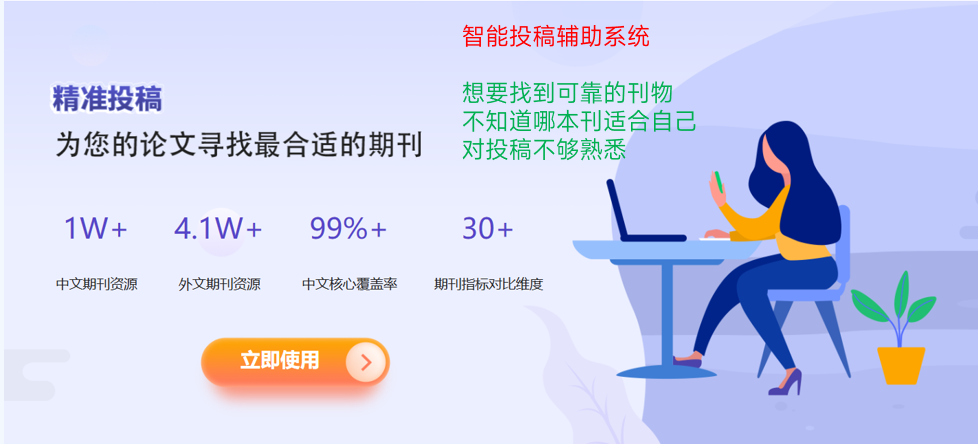 智能投稿辅助系统
精准投稿
为您的论文寻找最合适的期刊
想要找到可靠的刊物
不知道哪本刊适合自己
对投稿不够熟悉
1W+
中文期刊资源
4.1W+
外文期刊资源
99%+
中文核心覆盖率
30+
期刊指标对比维度
立即使用